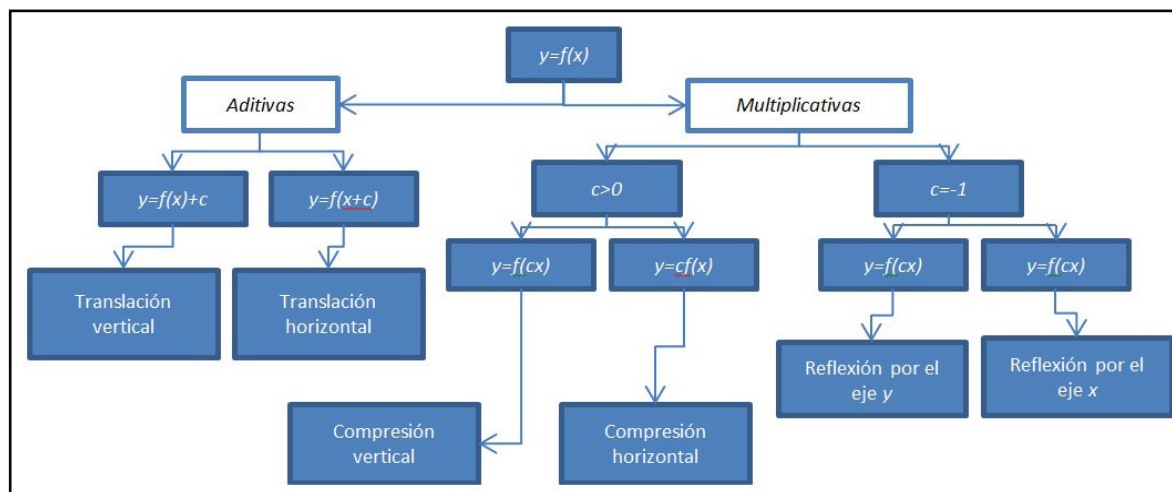 y=f(x)
Aditivas
Multiplicativas
y=f(x)+c
y=f(x+c)
c>0
c=-1
y=f(cx)
y=cf(x)
y=f(cx)
y=f(cx)
Translación
vertical
Translación
horizontal
Reflexión por el
eje y
Reflexión por el
eje x
Compresión
vertical
Compresión
horizontal